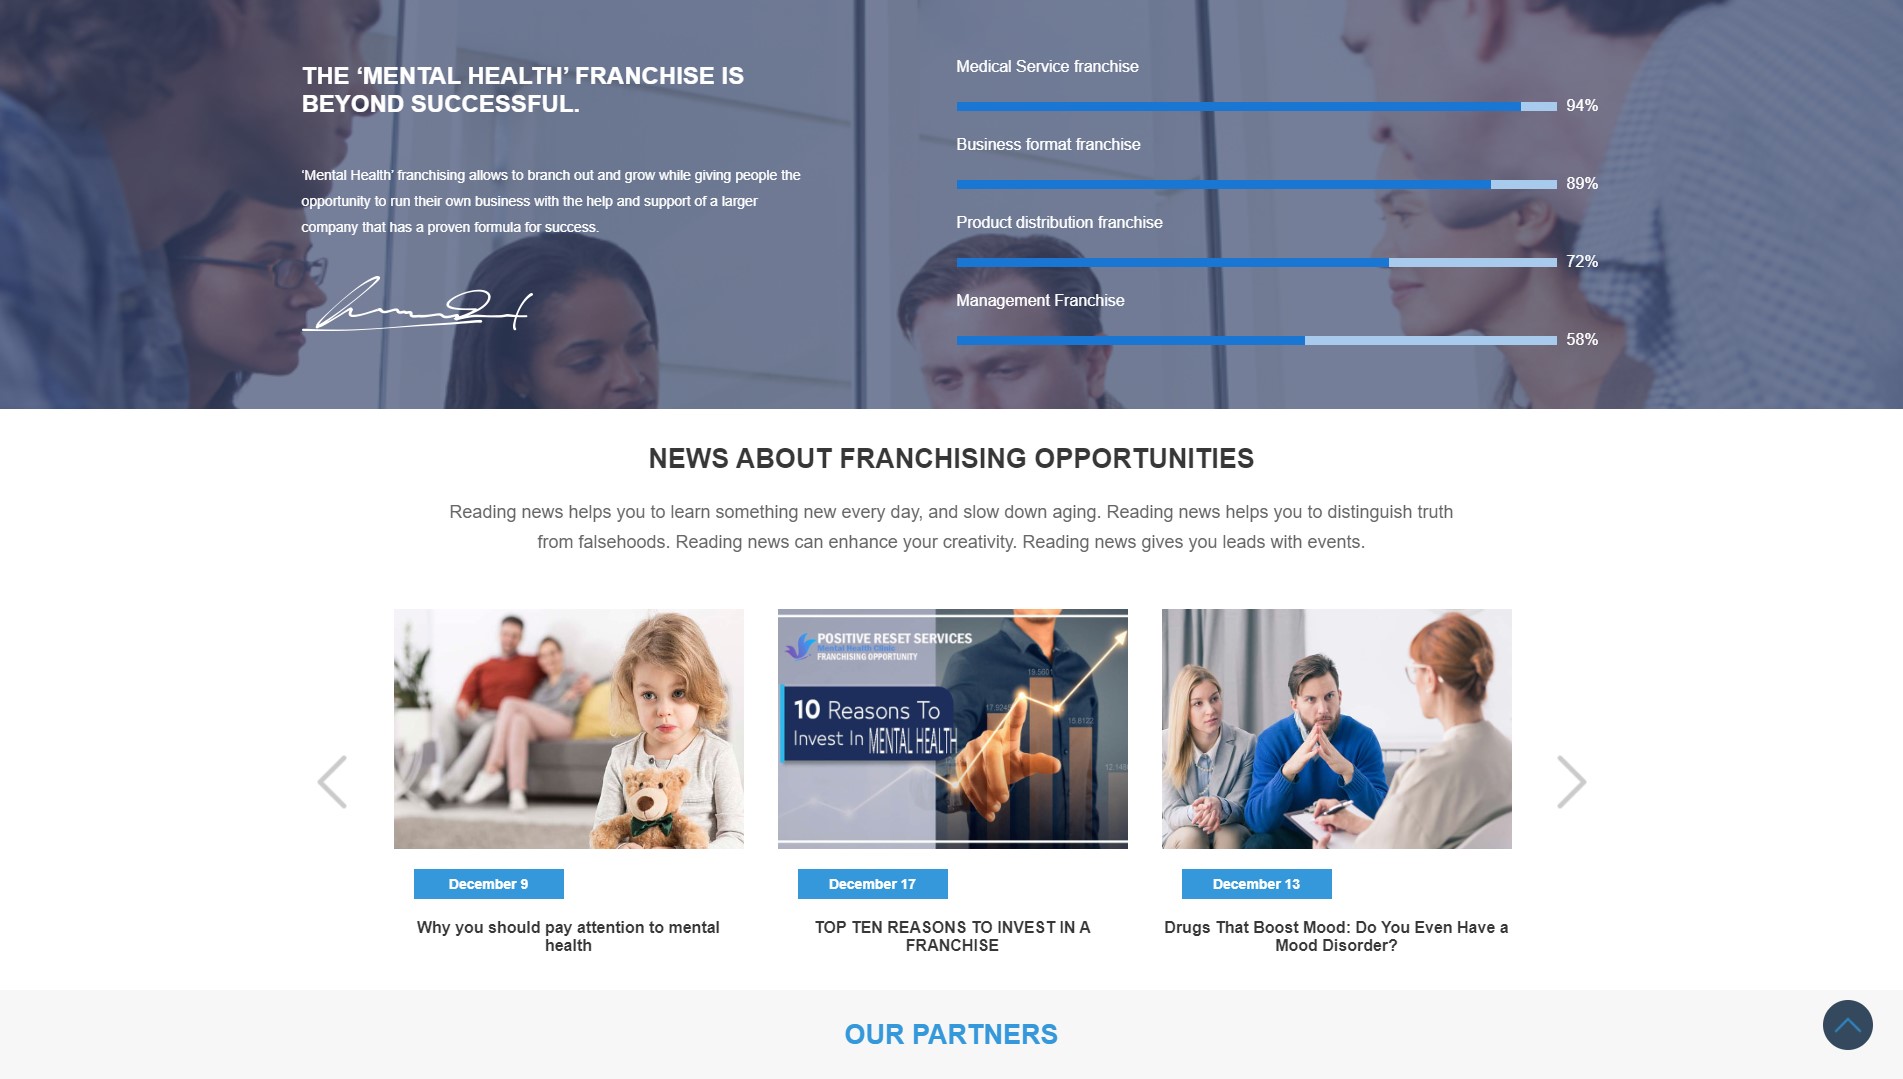 THE ‘MENTAL HEALTH’ FRANCHISE IS
BEYOND SUCCESSFUL.
‘Mental Health’ franchising allows to branch out and grow while giving people the
opportunity to run their own business with the help and support of a larger
company that has a proven formula for success.
Medical Service franchise
94%
Business format franchise
89%
Product distribution franchise
72%
Management Franchise
58%
NEWS ABOUT FRANCHISING OPPORTUNITIES
Reading news helps you to learn something new every day, and slow down aging. Reading news helps you to distinguish truth
from falsehoods. Reading news can enhance your creativity. Reading news gives you leads with events.
POSITIVE RESET SERVICES
Mental Health Clinic
FRANCHISING OPPORTUNITY
10 Reasons To
Invest In MENTAL HEALTH
December 9
Why you should pay attention to mental
health
December 17
TOP TEN REASONS TO INVEST IN A
FRANCHISE
December 13
Drugs That Boost Mood: Do You Even Have a
Mood Disorder?
OUR PARTNERS